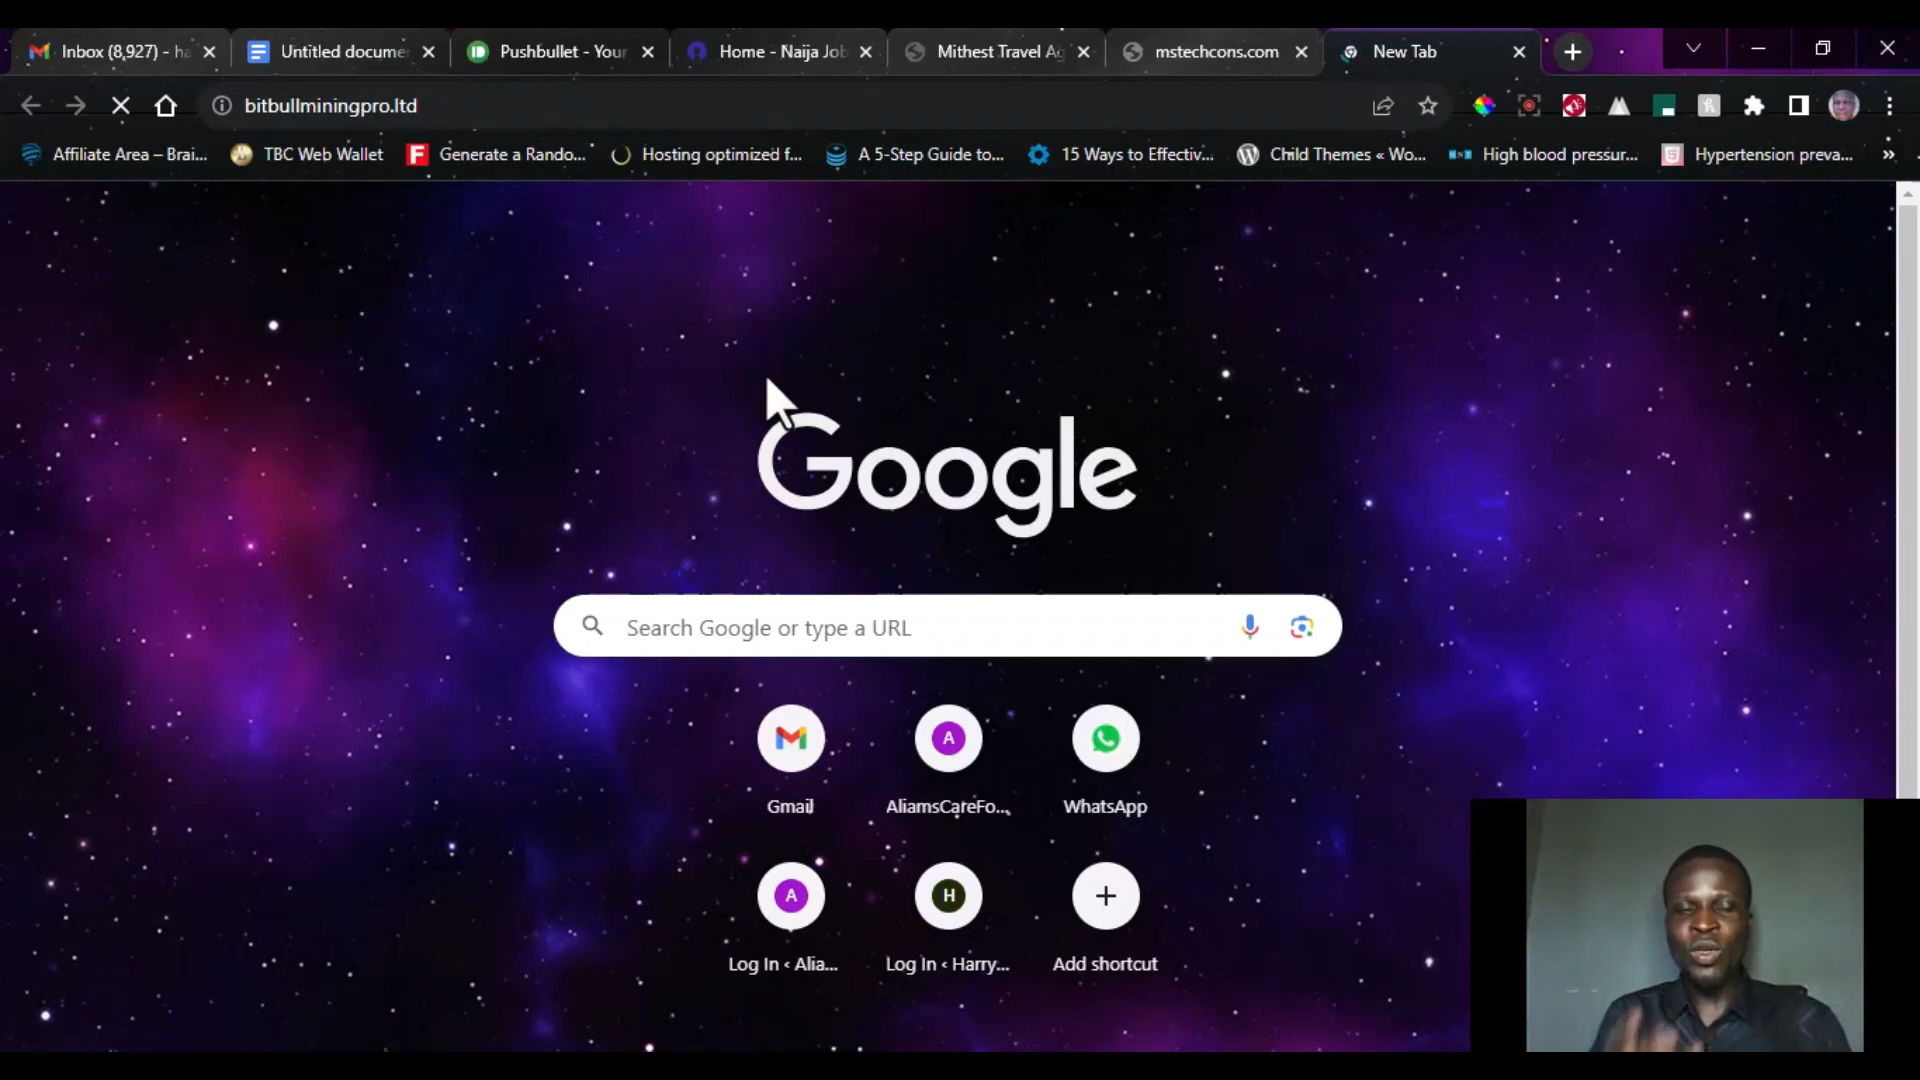 Inbox (8,927) - ha
Untitled docume
Pushbullet - Your
Home - Naija Job
Mithest Travel Ag
mstechcons.com
New Tab
bitbullminingpro.ltd
Affiliate Area – Brai...
TBC Web Wallet
Generate a Rando...
Hosting optimized f...
A 5-Step Guide to...
15 Ways to Effectiv...
Child Themes « Wo...
High blood pressur...
Hypertension preva...
Google
Search Google or type a URL
A
Gmail
AliamsCareFo...
WhatsApp
A
H
Log In ‹ Alia...
Log In ‹ Harry...
Add shortcut